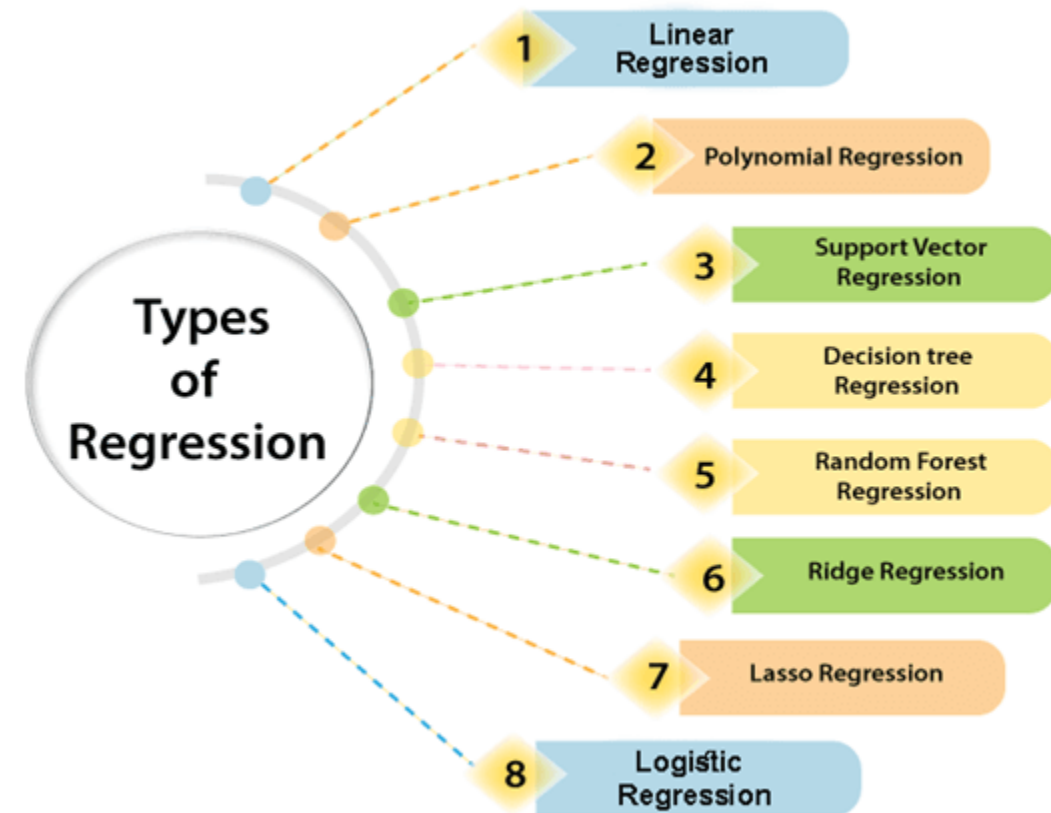 Types
of
Regression
1
Linear
Regression
2
Polynomial Regression
3
Support Vector
Regression
4
Decision tree
Regression
5
Random Forest
Regression
6
Ridge Regression
7
Lasso Regression
8
Logistic
Regression